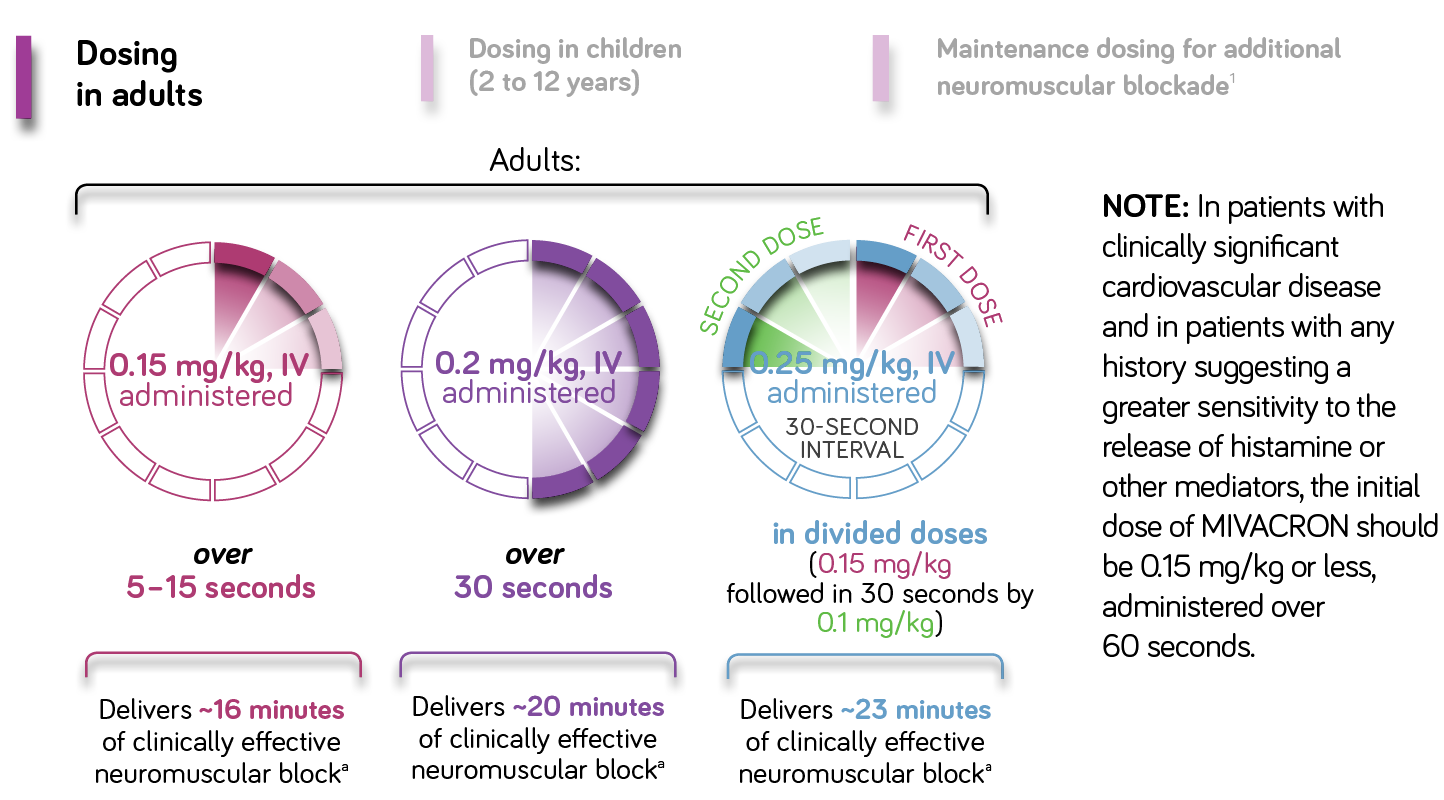 Dosing
in adults
Dosing in children
(2 to 12 years)
Maintenance dosing for additional
neuromuscular blockade¹
Adults:
0.15 mg/kg, IV
administered
over
5–15 seconds
Delivers ~16 minutes
of clinically effective
neuromuscular blockᵃ
0.2 mg/kg, IV
administered
over
30 seconds
Delivers ~20 minutes
of clinically effective
neuromuscular blockᵃ
SECOND DOSE
FIRST DOSE
0.25 mg/kg, IV
administered
30-SECOND
INTERVAL
in divided doses
(0.15 mg/kg
followed in 30 seconds by
0.1 mg/kg)
Delivers ~23 minutes
of clinically effective
neuromuscular blockᵃ
NOTE: In patients with
clinically significant
cardiovascular disease
and in patients with any
history suggesting a
greater sensitivity to the
release of histamine or
other mediators, the initial
dose of MIVACRON should
be 0.15 mg/kg or less,
administered over
60 seconds.